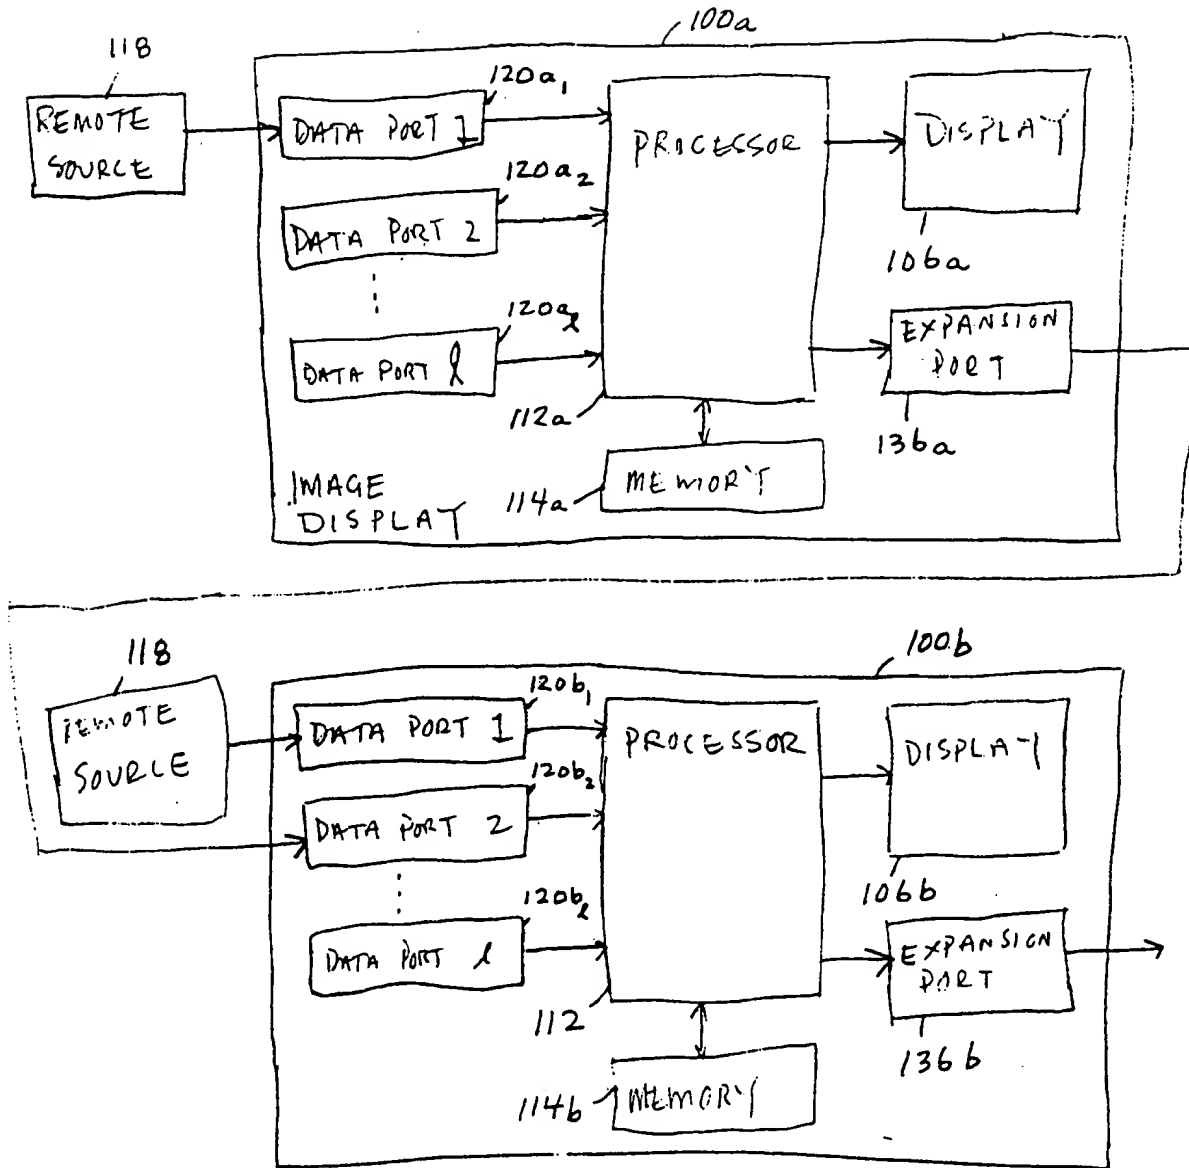 100a
118
REMOTE
SOURCE
120a1
DATA PORT 1
120a2
DATA PORT 2
120al
DATA PORT l
PROCESSOR
112a
DISPLAY
106a
EXPANSION
PORT
136a
114a
MEMORY
IMAGE
DISPLAY
100b
118
REMOTE
SOURCE
120b1
DATA PORT 1
120b2
DATA PORT 2
120bl
DATA PORT l
PROCESSOR
112
DISPLAY
106b
EXPANSION
PORT
136b
114b
MEMORY